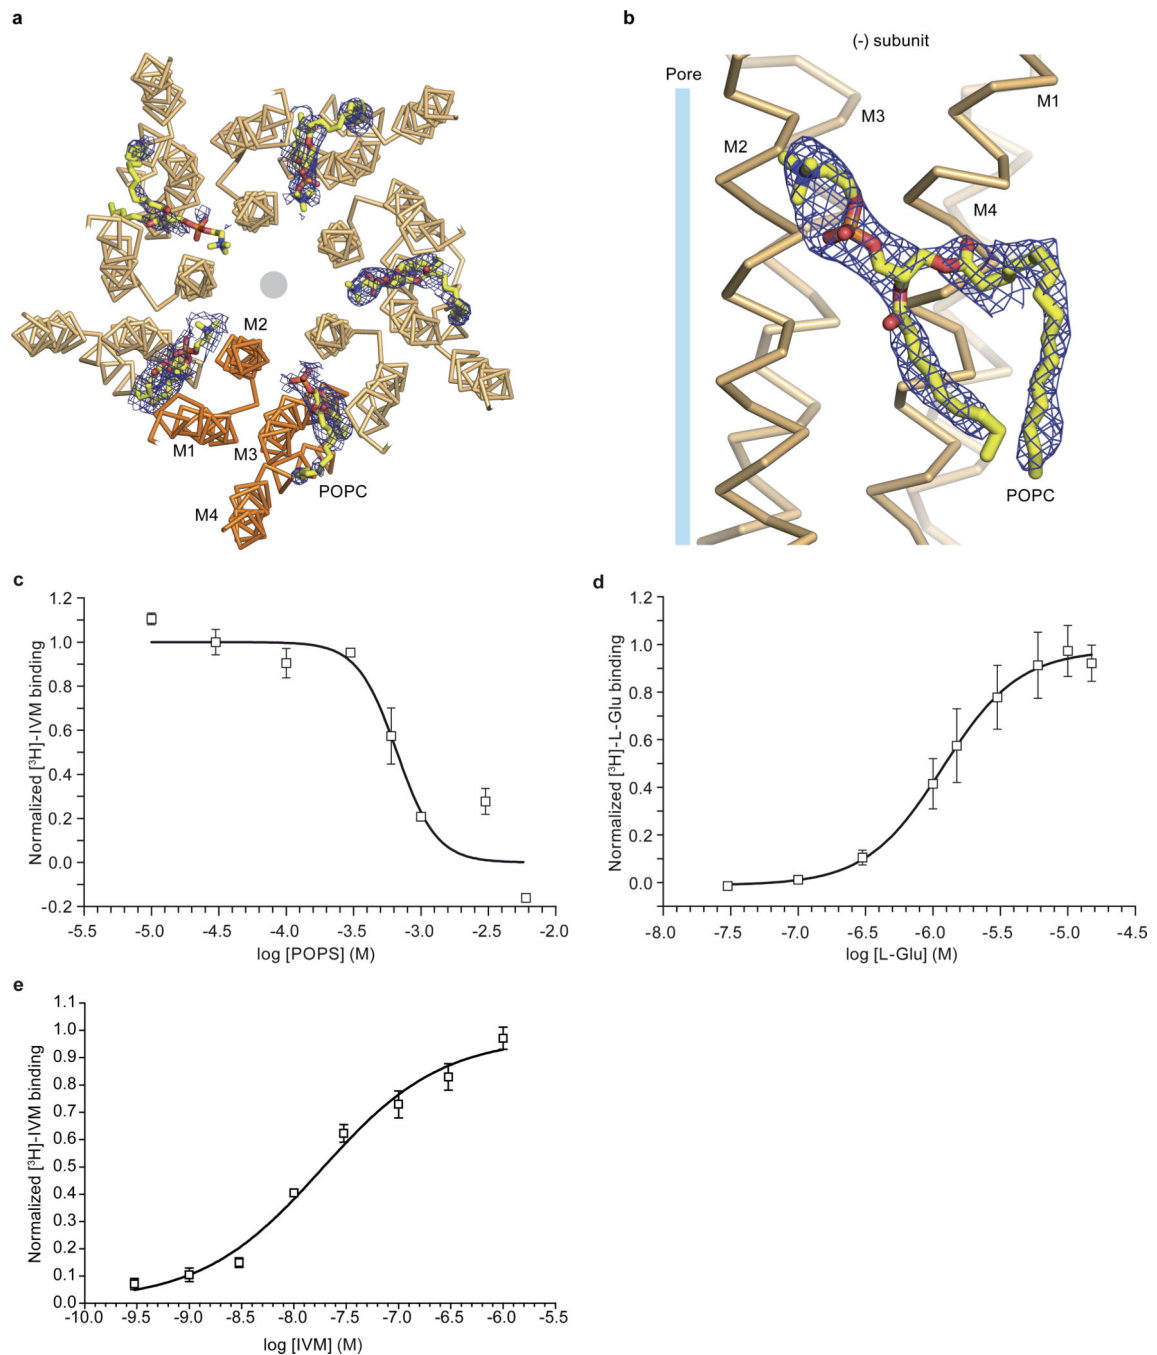 a
M2
M1
M3
POPC
M4
b
(-) subunit
Pore
M1
M3
M2
M4
POPC
c
1.2
1.0
0.8
0.6
0.4
0.2
0.0
-0.2
Normalized [³H]-IVM binding
-5.5 -5.0 -4.5 -4.0 -3.5 -3.0 -2.5 -2.0
log [POPS] (M)
d
1.2
1.0
0.8
0.6
0.4
0.2
0.0
Normalized [³H]-L-Glu binding
-8.0 -7.5 -7.0 -6.5 -6.0 -5.5 -5.0 -4.5
log [L-Glu] (M)
e
1.1
1.0
0.9
0.8
0.7
0.6
0.5
0.4
0.3
0.2
0.1
0.0
Normalized [³H]-IVM binding
-10.0 -9.5 -9.0 -8.5 -8.0 -7.5 -7.0 -6.5 -6.0 -5.5
log [IVM] (M)